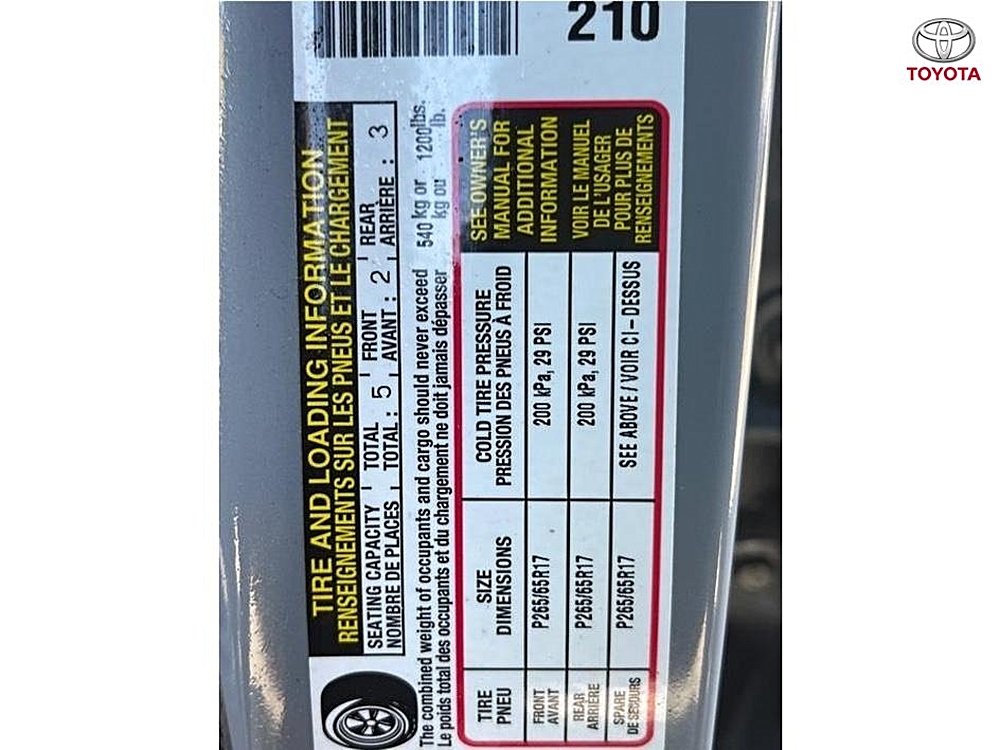 210
TOYOTA
TIRE AND LOADING INFORMATION
RENSEIGNEMENTS SUR LES PNEUS ET LE CHARGEMENT
SEATING CAPACITY TOTAL 5 FRONT 2 REAR 3
NOMBRE DE PLACES TOTAL : AVANT : ARRIÈRE :
The combined weight of occupants and cargo should never exceed 540 kg or 1200 lbs.
Le poids total des occupants et du chargement ne doit jamais dépasser kg ou lb.
TIRE SIZE COLD TIRE PRESSURE
PNEU DIMENSIONS PRESSION DES PNEUS À FROID
FRONT
AVANT
P265/65R17 200 kPa, 29 PSI
REAR
ARRIÈRE
P265/65R17 200 kPa, 29 PSI
SPARE
DE SECOURS
P265/65R17 SEE ABOVE / VOIR CI – DESSUS
SEE OWNER'S
MANUAL FOR
ADDITIONAL
INFORMATION
VOIR LE MANUEL
DE L'USAGER
POUR PLUS DE
RENSEIGNEMENTS